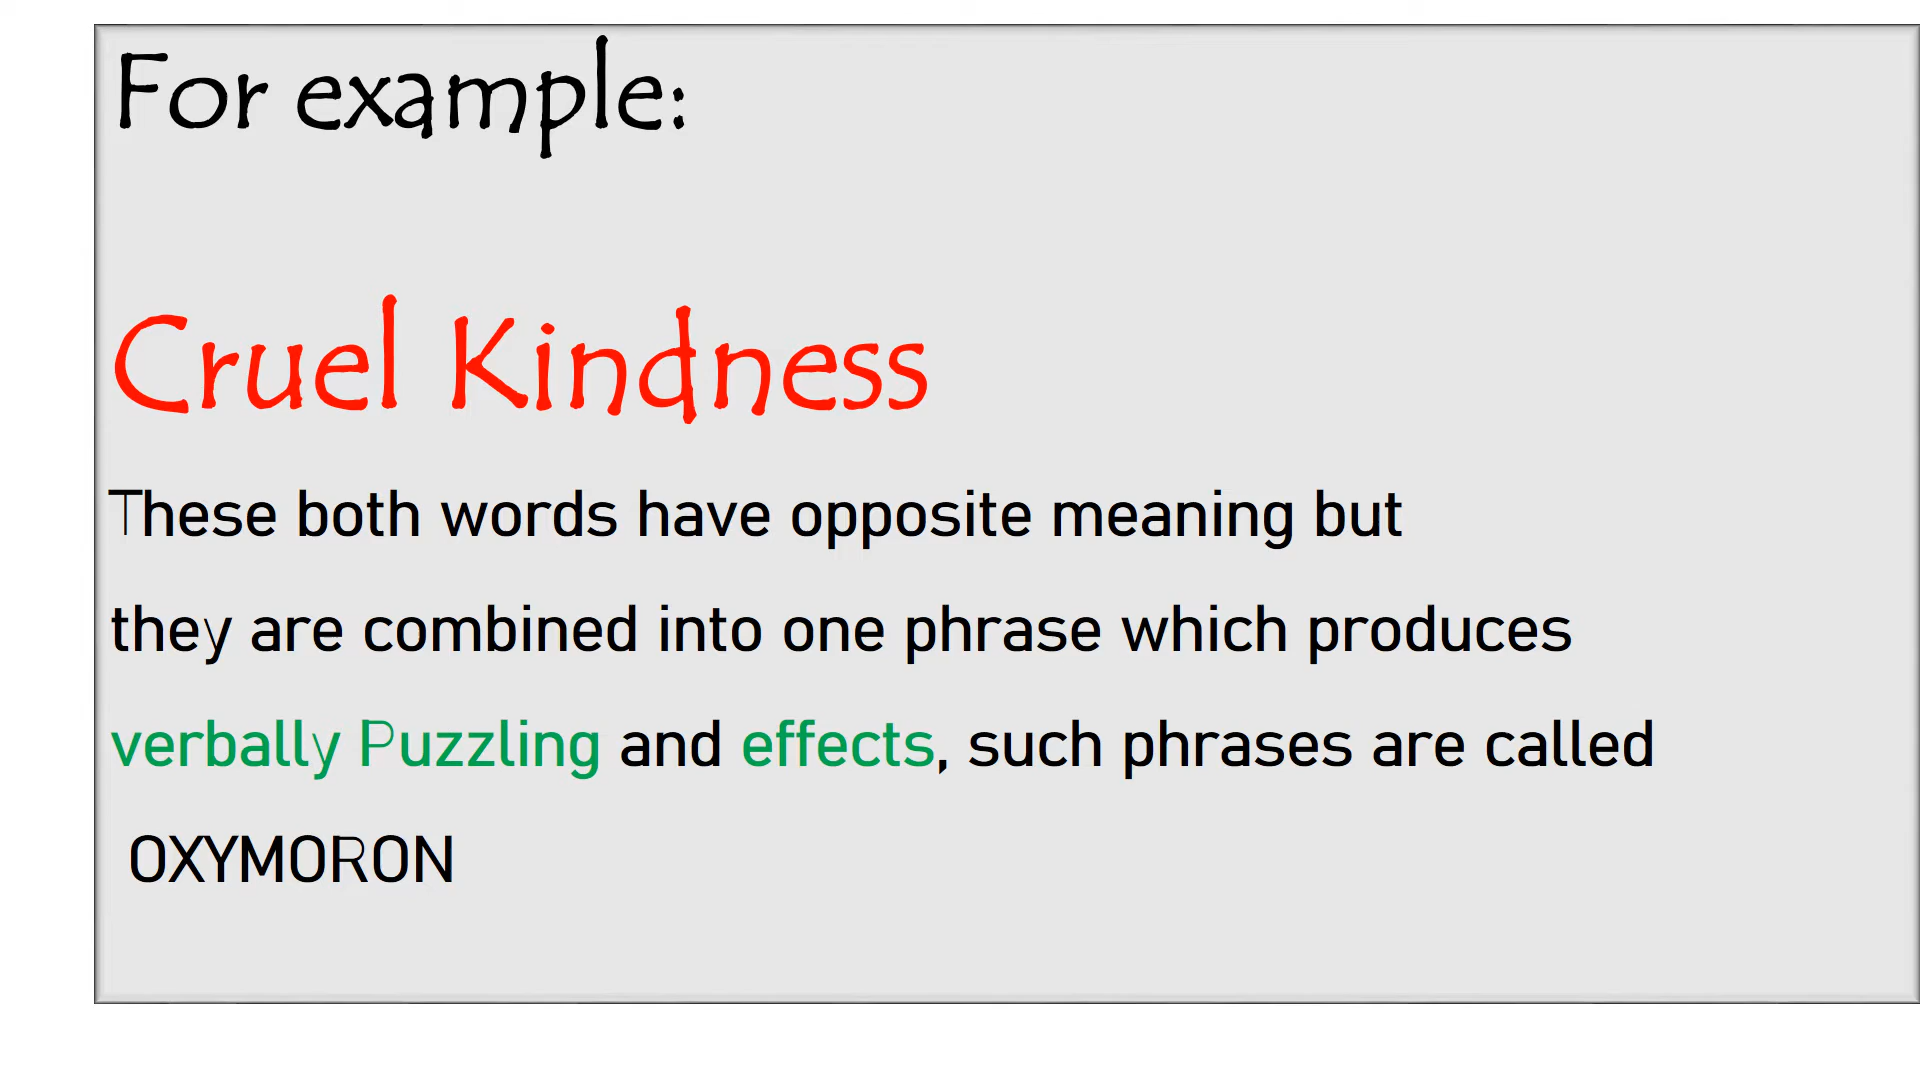 For example:
Cruel Kindness
These both words have opposite meaning but
they are combined into one phrase which produces
verbally Puzzling and effects, such phrases are called
OXYMORON